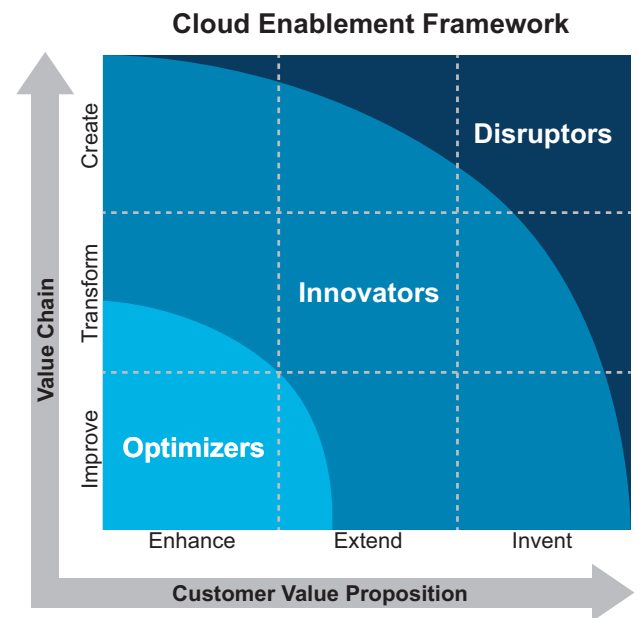 Cloud Enablement Framework
Value Chain
Create
Transform
Improve
Disruptors
Innovators
Optimizers
Enhance
Extend
Invent
Customer Value Proposition